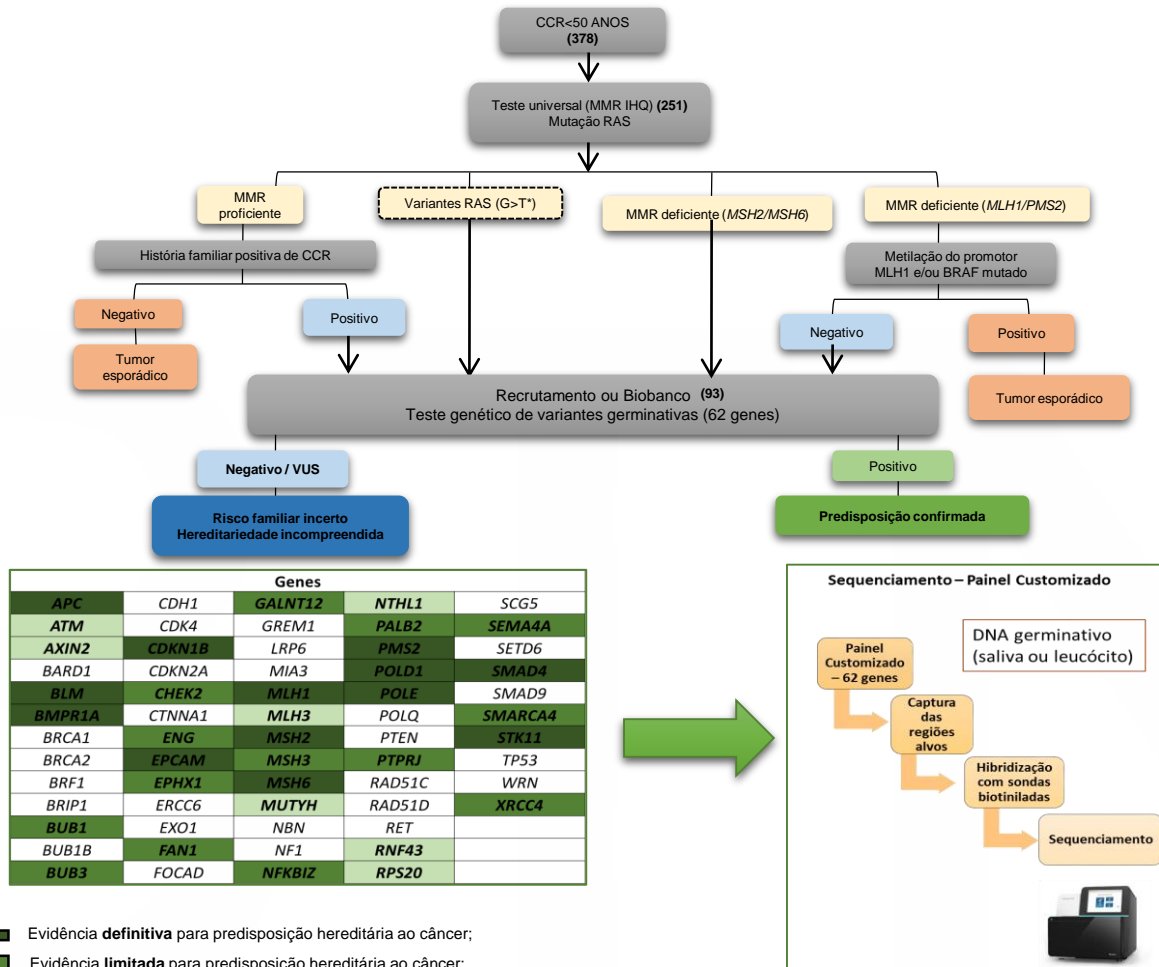 CCR<50 ANOS
(378)
Teste universal (MMR IHQ) (251)
Mutação RAS
MMR
proficiente
Variantes RAS (G>T*)
MMR deficiente (MSH2/MSH6)
MMR deficiente (MLH1/PMS2)
História familiar positiva de CCR
Metilação do promotor
MLH1 e/ou BRAF mutado
Negativo
Positivo
Negativo
Positivo
Tumor
esporádico
Tumor esporádico
Recrutamento ou Biobanco (93)
Teste genético de variantes germinativas (62 genes)
Negativo / VUS
Positivo
Risco familiar incerto
Hereditariedade incompreendida
Predisposição confirmada
Genes
APC CDH1 GALNT12 NTHL1 SCG5
ATM CDK4 GREM1 PALB2 SEMA4A
AXIN2 CDKN1B LRP6 PMS2 SETD6
BARD1 CDKN2A MIA3 POLD1 SMAD4
BLM CHEK2 MLH1 POLE SMAD9
BMPR1A CTNNA1 MLH3 POLQ SMARCA4
BRCA1 ENG MSH2 PTEN STK11
BRCA2 EPCAM MSH3 PTPRJ TP53
BRF1 EPHX1 MSH6 RAD51C WRN
BRIP1 ERCC6 MUTYH RAD51D XRCC4
BUB1 EXO1 NBN RET
BUB1B FAN1 NF1 RNF43
BUB3 FOCAD NFKBIZ RPS20
Sequenciamento – Painel Customizado
DNA germinativo
(saliva ou leucócito)
Painel
Customizado
– 62 genes
Captura
das
regiões
alvos
Hibridização
com sondas
biotiniladas
Sequenciamento
Evidência definitiva para predisposição hereditária ao câncer;
Evidência limitada para predisposição hereditária ao câncer;